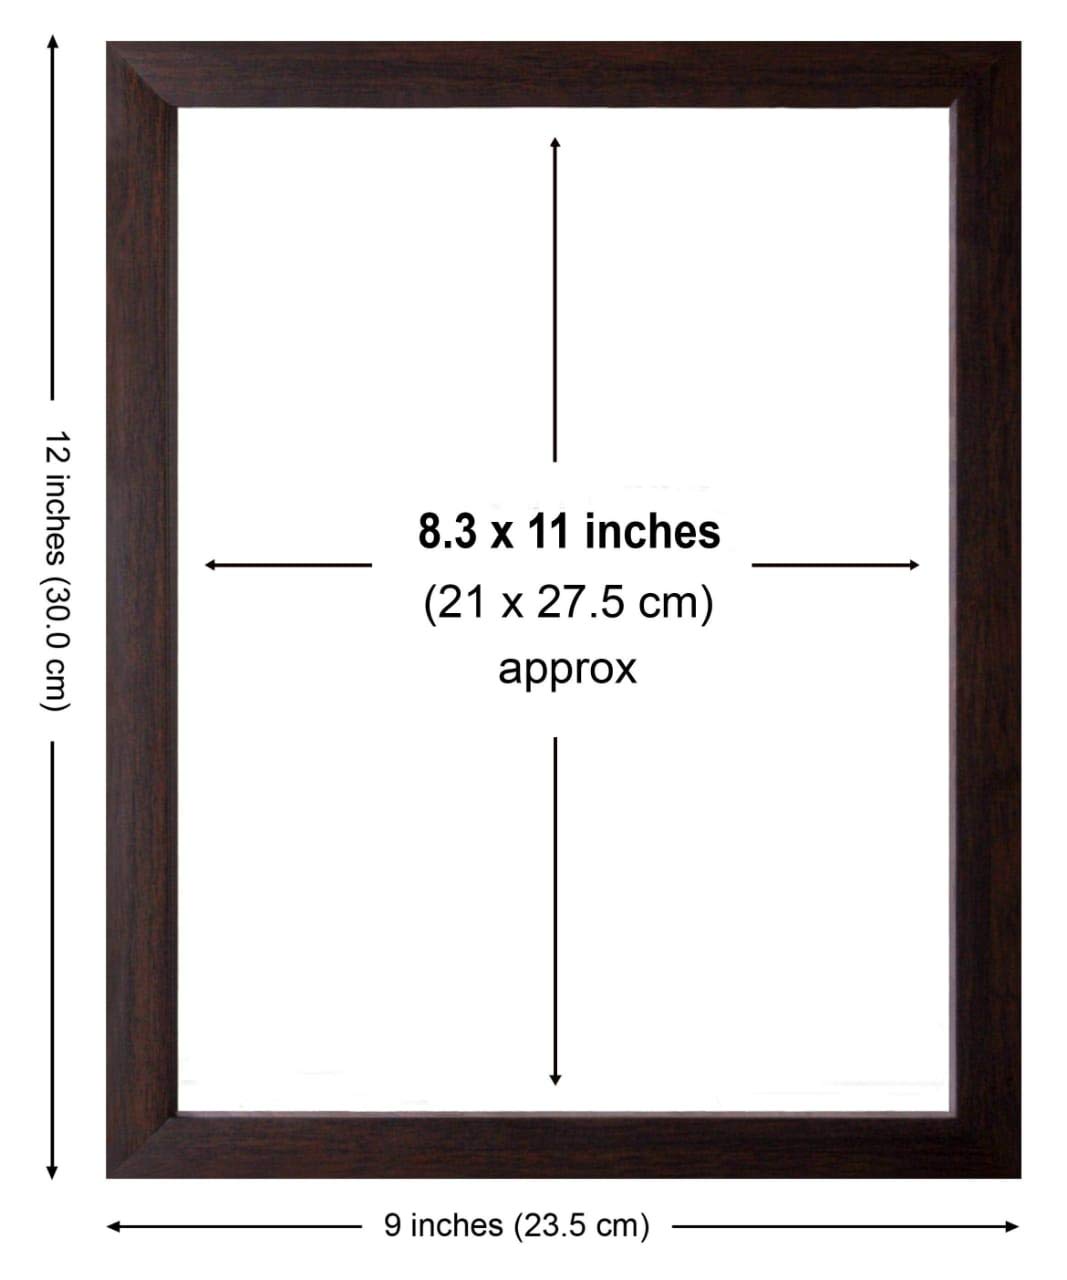 12 inches (30.0 cm)
8.3 x 11 inches
(21 x 27.5 cm)
approx
9 inches (23.5 cm)